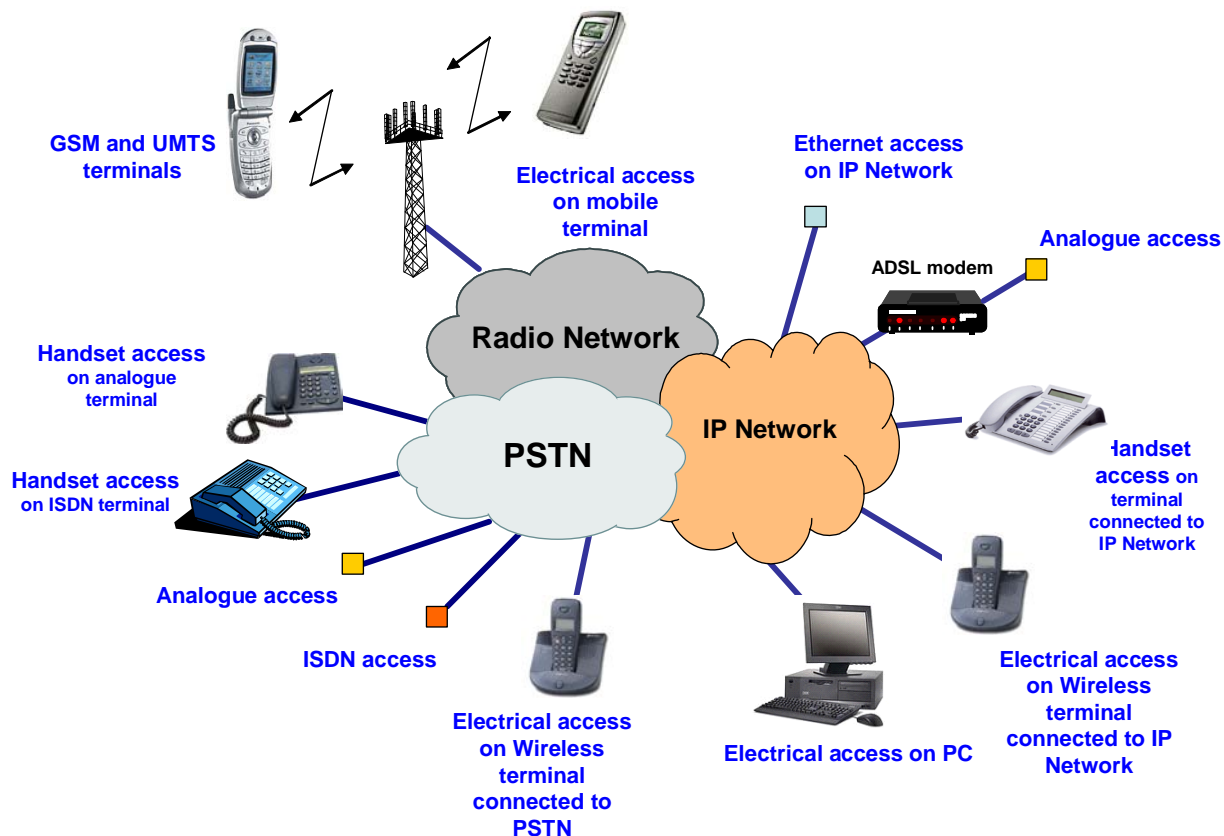 GSM and UMTS
terminals
Electrical access
on mobile
terminal
Ethernet access
on IP Network
Analogue access
ADSL modem
Radio Network
Handset access
on analogue
terminal
IP Network
PSTN
Handset access
on ISDN terminal
Handset
access on
terminal
connected to
IP Network
Analogue access
ISDN access
Electrical access
on Wireless
terminal
connected to
PSTN
Electrical access on PC
Electrical access
on Wireless
terminal
connected to IP
Network